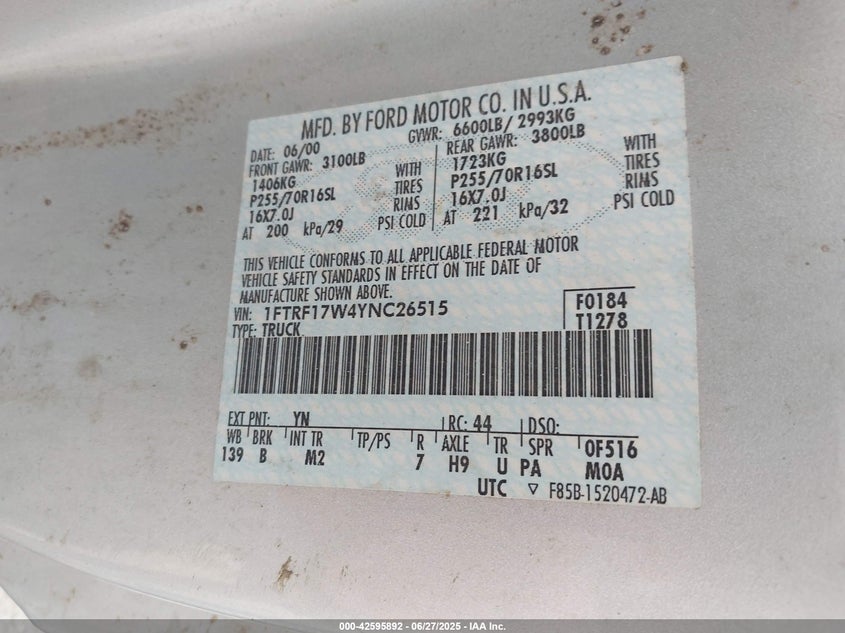 MFD. BY FORD MOTOR CO. IN U.S.A.
DATE: 06/00 GVWR: 6600LB/ 2993KG
FRONT GAWR: 3100LB REAR GAWR: 3800LB
1406KG WITH 1723KG WITH
P255/70R16SL TIRES P255/70R16SL TIRES
16X7.0J RIMS 16X7.0J RIMS
AT 200 kPa/29 PSI COLD AT 221 kPa/32 PSI COLD
THIS VEHICLE CONFORMS TO ALL APPLICABLE FEDERAL MOTOR
VEHICLE SAFETY STANDARDS IN EFFECT ON THE DATE OF
MANUFACTURE SHOWN ABOVE.
VIN: 1FTRF17W4YNC26515 F0184
TYPE: TRUCK T1278
EXT PNT: YN RC: 44 DSO:
WB BRK INT TR TP/PS R AXLE TR SPR 0F516
139 B M2 7 H9 U PA M0A
UTC ▽ F85B-1520472-AB
000-42595892 | 06/27/2025 - IAA Inc.